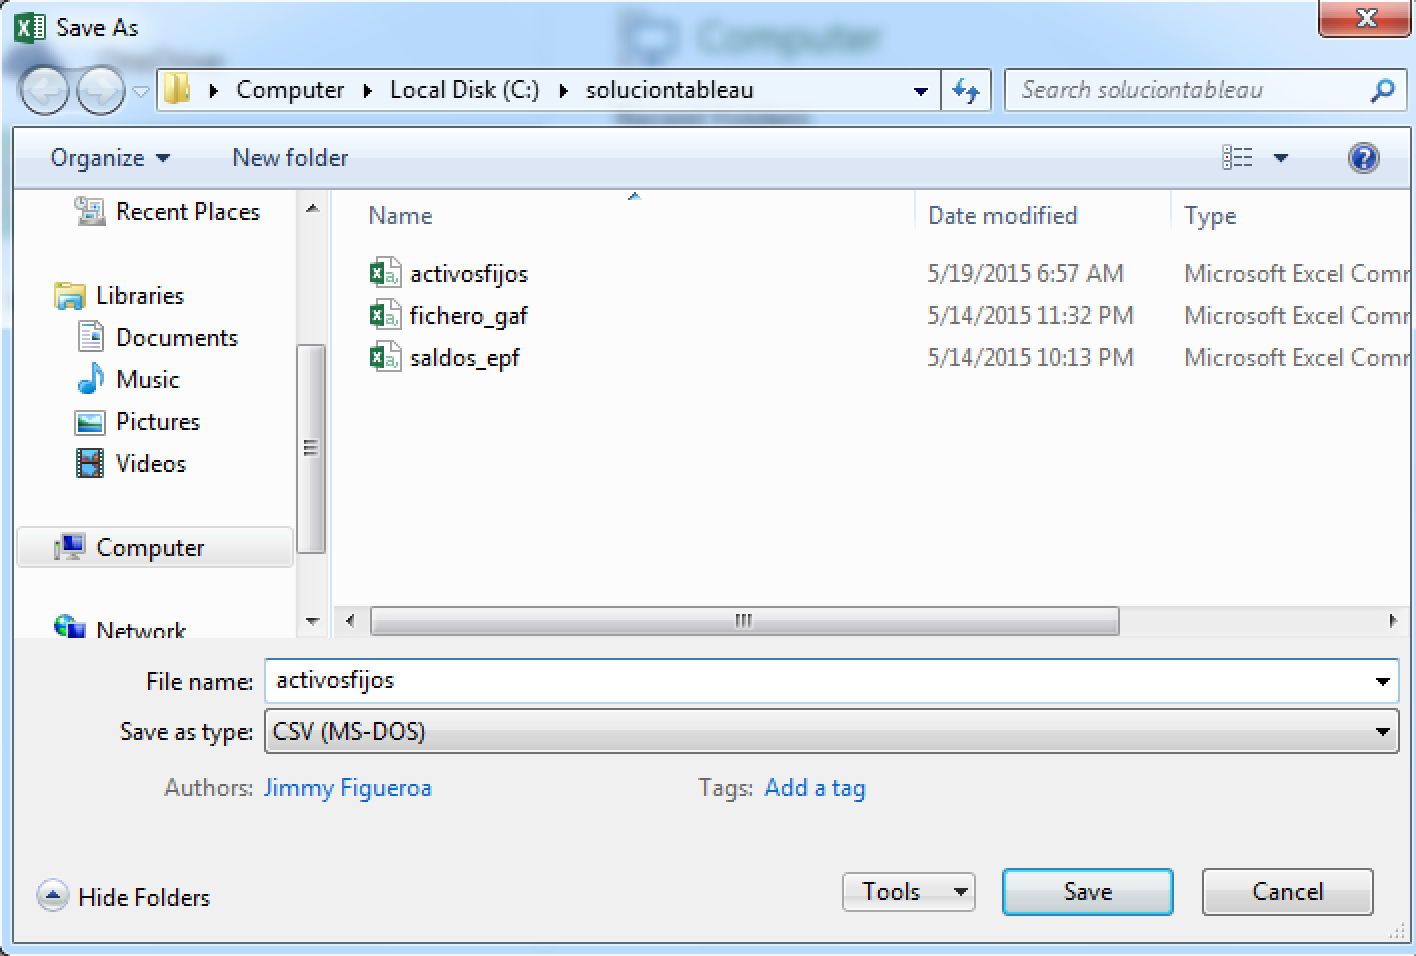 Save As
Computer
Computer Local Disk (C:) soluciontableau Search soluciontableau
Organize New folder
Recent Places
Libraries
Documents
Music
Pictures
Videos
Computer
Network
Name Date modified Type
activosfijos 5/19/2015 6:57 AM Microsoft Excel Comm
fichero_gaf 5/14/2015 11:32 PM Microsoft Excel Comm
saldos_epf 5/14/2015 10:13 PM Microsoft Excel Comm
File name: activosfijos
Save as type: CSV (MS-DOS)
Authors: Jimmy Figueroa Tags: Add a tag
Hide Folders Tools Save Cancel